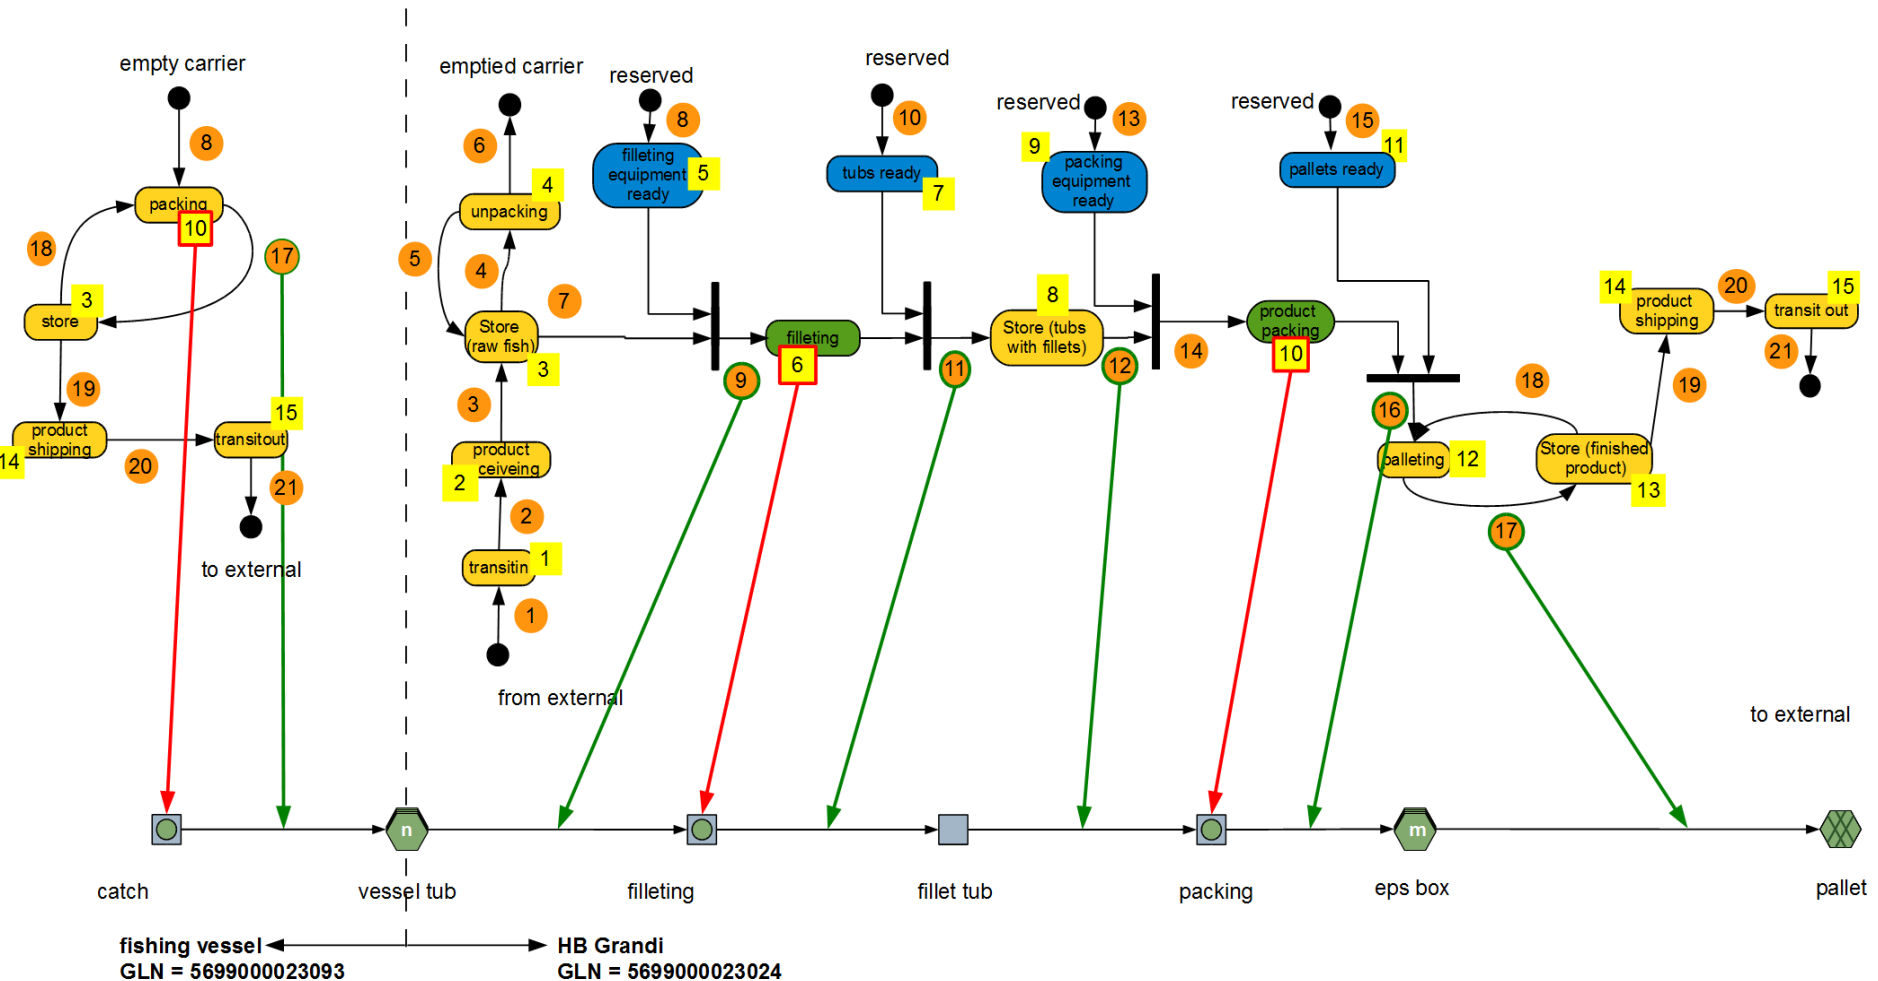 empty carrier
emptied carrier
reserved
reserved
reserved
reserved
8
6
8
10
13
15
packing
10
18
17
store
3
19
product
shipping
14
20
transitout
15
21
to external
unpacking
4
5
4
7
Store
(raw fish)
3
3
product
ceiveing
2
2
transitin
1
1
from external
filleting
equipment
ready
5
tubs ready
7
9
packing
equipment
ready
pallets ready
11
filleting
6
9
11
Store (tubs
with fillets)
8
12
14
product
packing
10
16
18
palleting
12
Store (finished
product)
13
17
19
14
product
shipping
20
transit out
15
21
to external
n
m
catch
vessel tub
filleting
fillet tub
packing
eps box
pallet
fishing vessel
GLN = 5699000023093
HB Grandi
GLN = 5699000023024